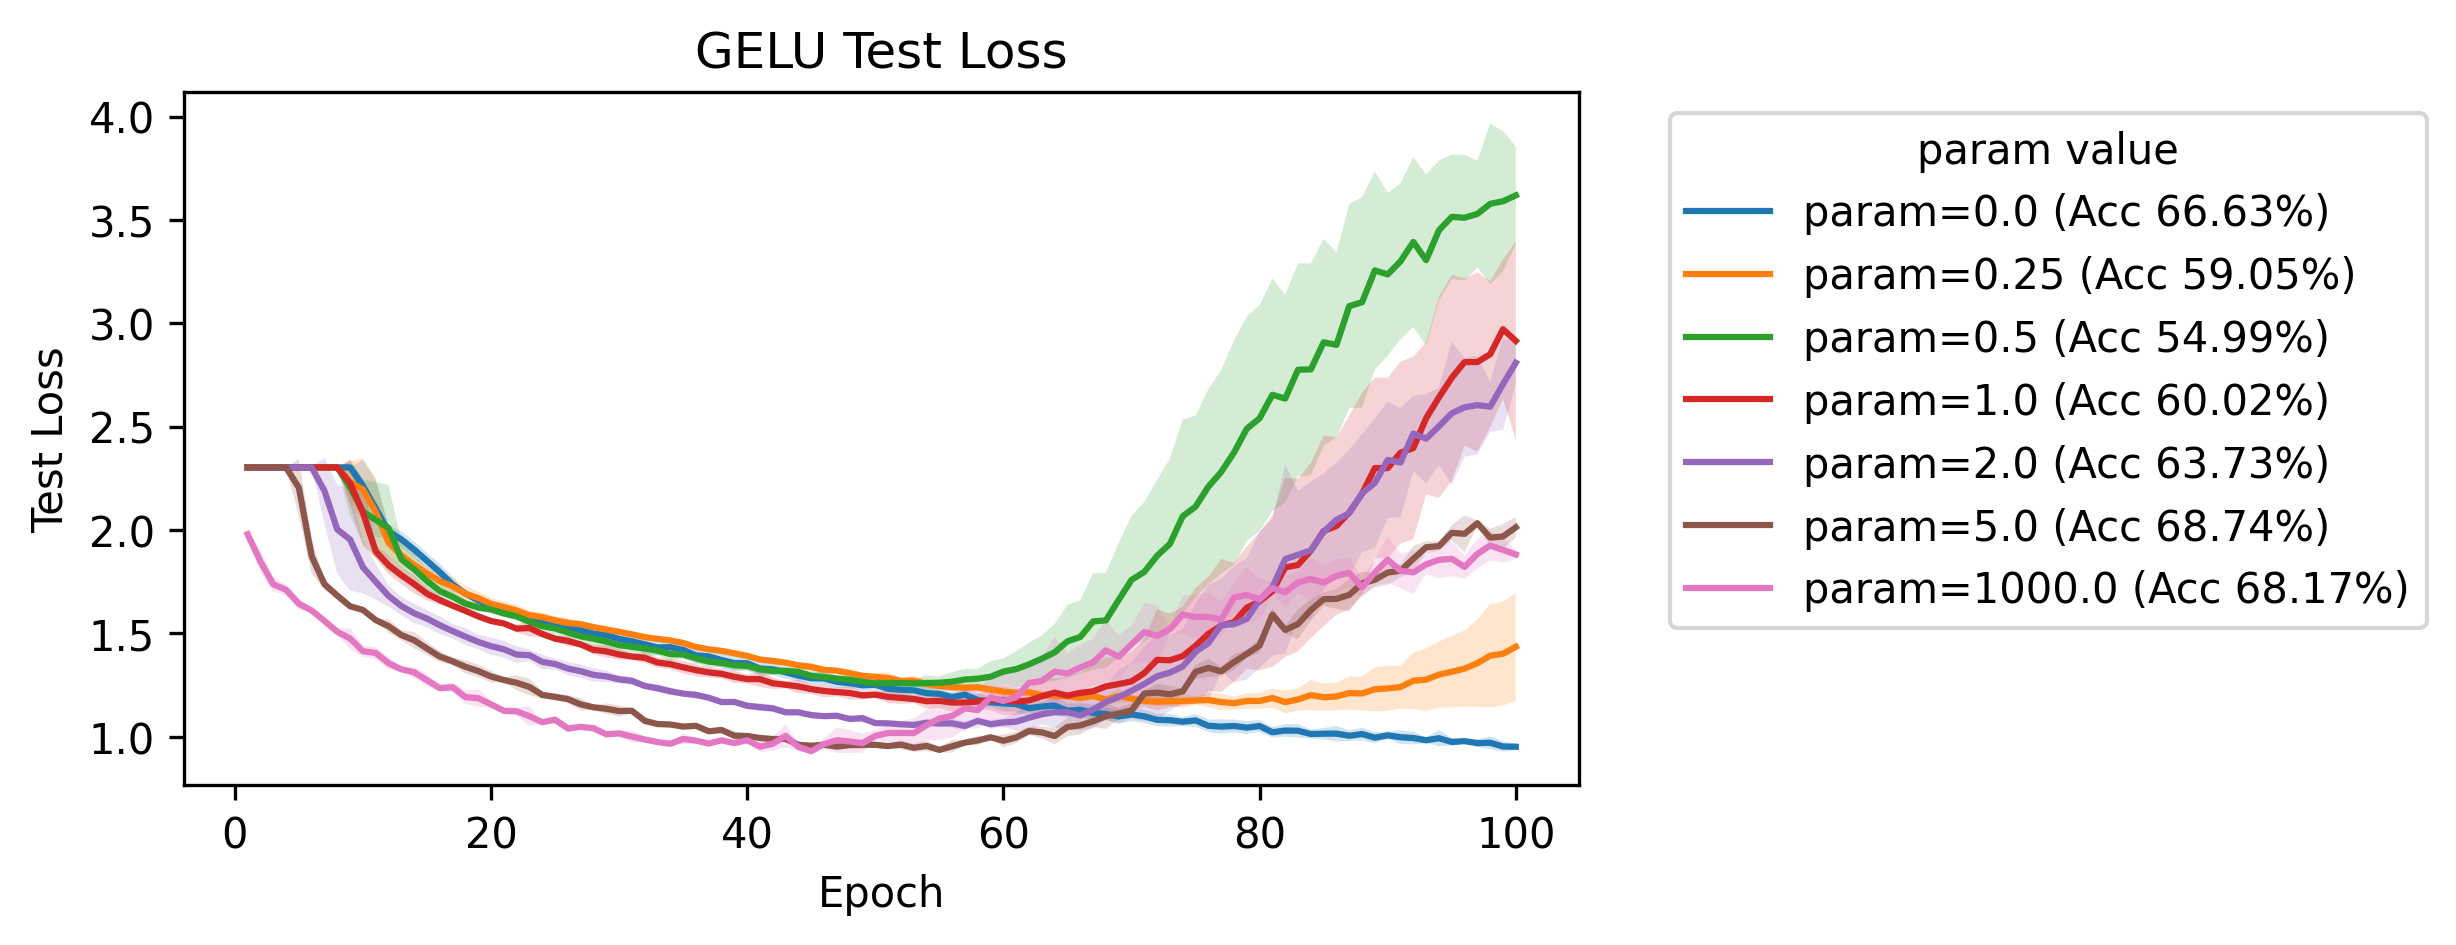 GELU Test Loss
4.0
3.5
3.0
2.5
2.0
1.5
1.0
Test Loss
0 20 40 60 80 100
Epoch
param value
param=0.0 (Acc 66.63%)
param=0.25 (Acc 59.05%)
param=0.5 (Acc 54.99%)
param=1.0 (Acc 60.02%)
param=2.0 (Acc 63.73%)
param=5.0 (Acc 68.74%)
param=1000.0 (Acc 68.17%)